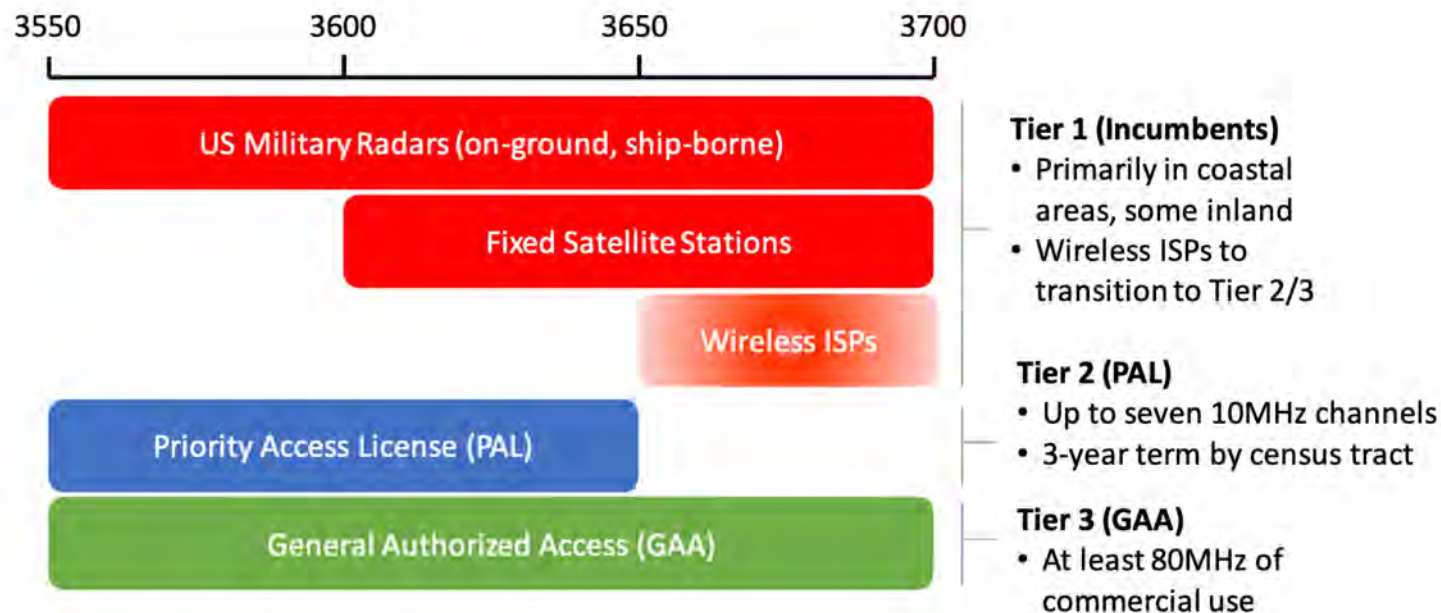 3550 3600 3650 3700
US Military Radars (on-ground, ship-borne)
Fixed Satellite Stations
Wireless ISPs
Priority Access License (PAL)
General Authorized Access (GAA)
Tier 1 (Incumbents)
• Primarily in coastal
areas, some inland
• Wireless ISPs to
transition to Tier 2/3
Tier 2 (PAL)
• Up to seven 10MHz channels
• 3-year term by census tract
Tier 3 (GAA)
• At least 80MHz of
commercial use